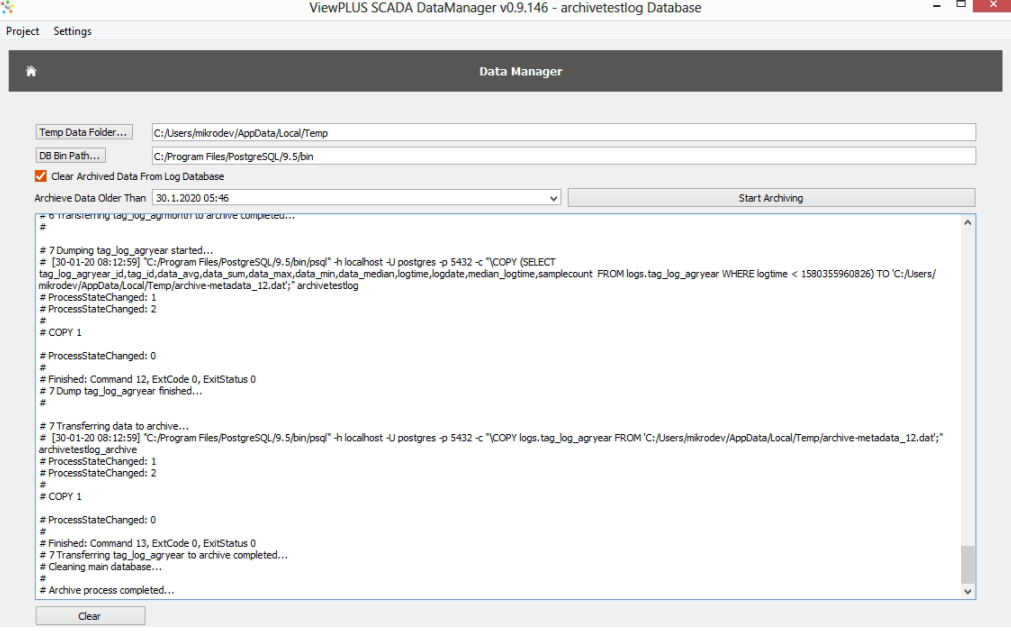 ViewPLUS SCADA DataManager v0.9.146 - archivetestlog Database
Project Settings
Data Manager
Temp Data Folder... C:/Users/mikrodev/AppData/Local/Temp
DB Bin Path... C:/Program Files/PostgreSQL/9.5/bin
Clear Archived Data From Log Database
Archieve Data Older Than 30.1.2020 05:46 Start Archiving
# 6 Transferring tag_log_agrmonth to archive completed...
#
# 7 Dumping tag_log_agryear started...
# [30-01-20 08:12:59] "C:/Program Files/PostgreSQL/9.5/bin/psql" -h localhost -U postgres -p 5432 -c "\COPY (SELECT
tag_log_agryear_id,tag_id,data_avg,data_sum,data_max,data_min,data_median,logtime,logdate,median_logtime,samplecount FROM logs.tag_log_agryear WHERE logtime < 1580355960826) TO 'C:/Users/
mikrodev/AppData/Local/Temp/archive-metadata_12.dat';" archivetestlog
# ProcessStateChanged: 1
# ProcessStateChanged: 2
#
# COPY 1
# ProcessStateChanged: 0
#
# Finished: Command 12, ExtCode 0, ExitStatus 0
# 7 Dump tag_log_agryear finished...
#
# 7 Transferring data to archive...
# [30-01-20 08:12:59] "C:/Program Files/PostgreSQL/9.5/bin/psql" -h localhost -U postgres -p 5432 -c "\COPY logs.tag_log_agryear FROM 'C:/Users/mikrodev/AppData/Local/Temp/archive-metadata_12.dat';"
archivetestlog_archive
# ProcessStateChanged: 1
# ProcessStateChanged: 2
#
# COPY 1
# ProcessStateChanged: 0
#
# Finished: Command 13, ExtCode 0, ExitStatus 0
# 7 Transferring tag_log_agryear to archive completed...
# Cleaning main database...
#
# Archive process completed...
Clear